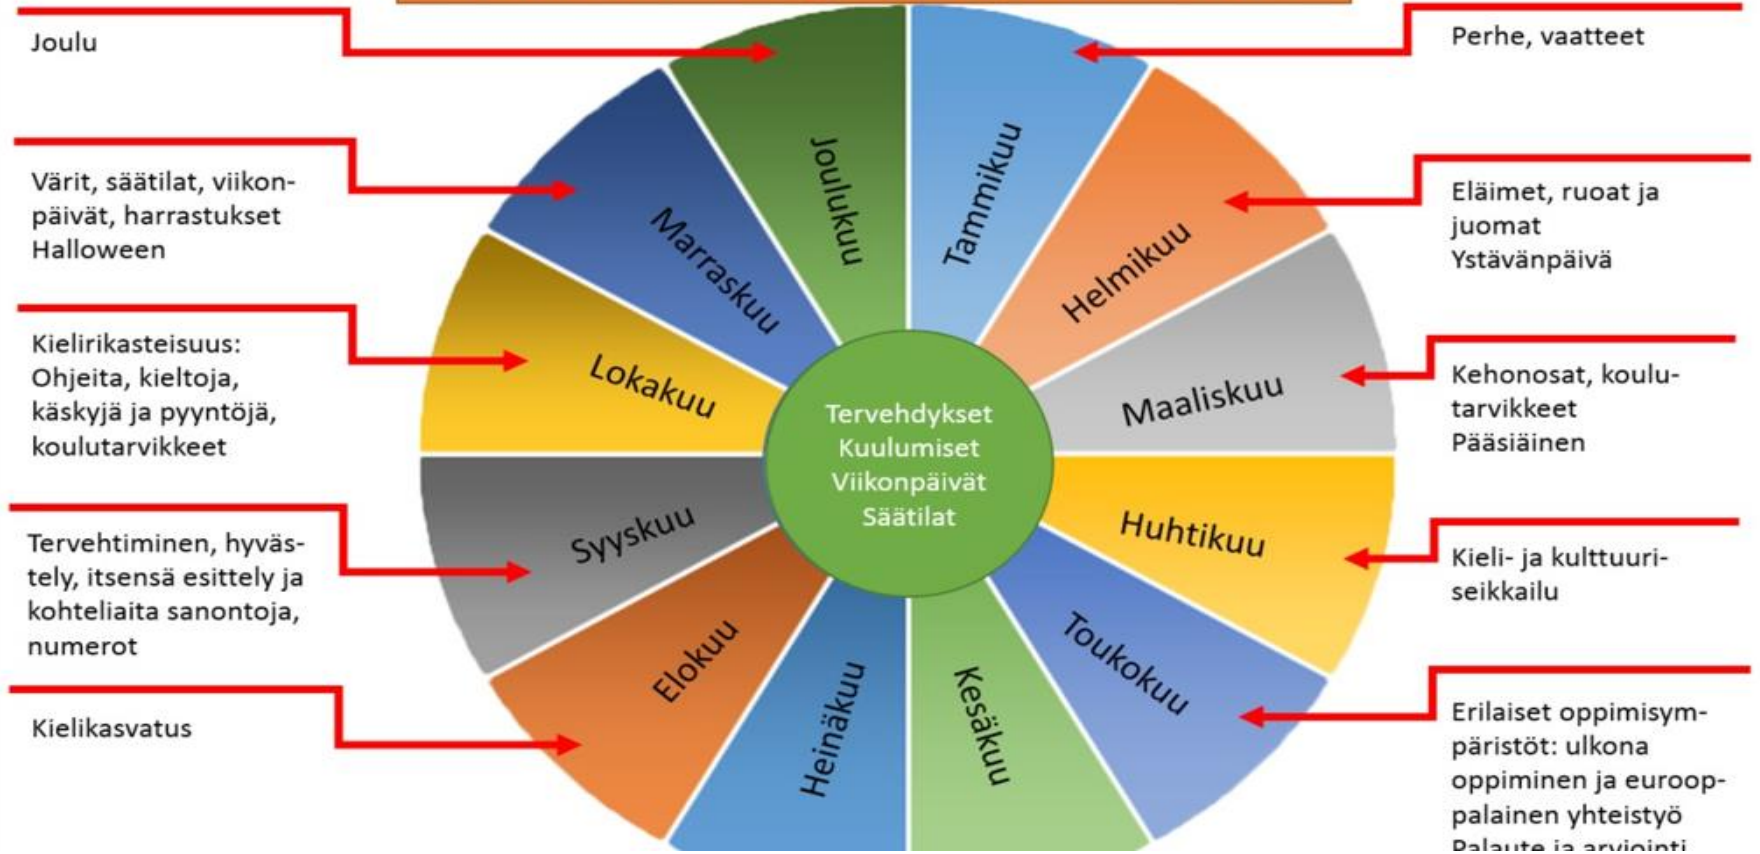 Joulu
Värit, säätilat, viikon-
päivät, harrastukset
Halloween
Kielirikasteisuus:
Ohjeita, kieltoja,
käskyjä ja pyyntöjä,
koulutarvikkeet
Tervehtiminen, hyväs-
tely, itsensä esittely ja
kohteliaita sanontoja,
numerot
Kielikasvatus
Joulukuu
Tammikuu
Marraskuu
Helmikuu
Lokakuu
Maaliskuu
Tervehdykset
Kuulumiset
Viikonpäivät
Säätilat
Syyskuu
Huhtikuu
Elokuu
Toukokuu
Heinäkuu
Kesäkuu
Perhe, vaatteet
Eläimet, ruoat ja
juomat
Ystävänpäivä
Kehonosat, koulu-
tarvikkeet
Pääsiäinen
Kieli- ja kulttuuri-
seikkailu
Erilaiset oppimisym-
päristöt: ulkona
oppiminen ja euroop-
palainen yhteistyö
Palaute ja arviointi